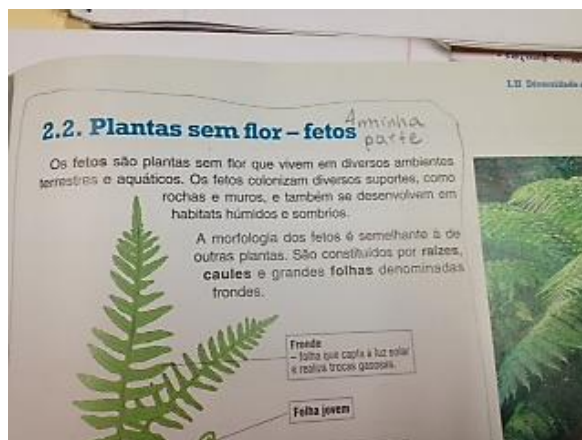 1.II Diversidade
2.2. Plantas sem flor – fetos
A minha
parte
Os fetos são plantas sem flor que vivem em diversos ambientes
terrestres e aquáticos. Os fetos colonizam diversos suportes, como
rochas e muros, e também se desenvolvem em
habitats húmidos e sombrios.
A morfologia dos fetos é semelhante à de
outras plantas. São constituídos por raízes,
caules e grandes folhas denominadas
frondes.
Fronde
– folha que capta a luz solar
e realiza trocas gasosas.
Folha jovem